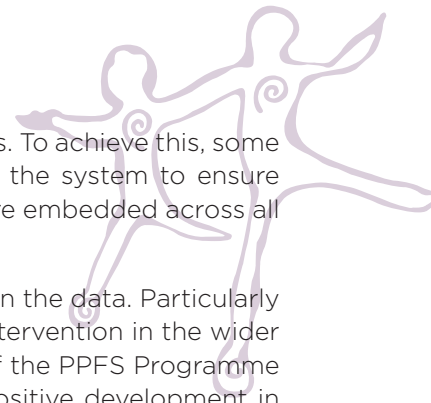 s. To achieve this, some
the system to ensure
re embedded across all
n the data. Particularly
tervention in the wider
f the PPFS Programme
ositive development in